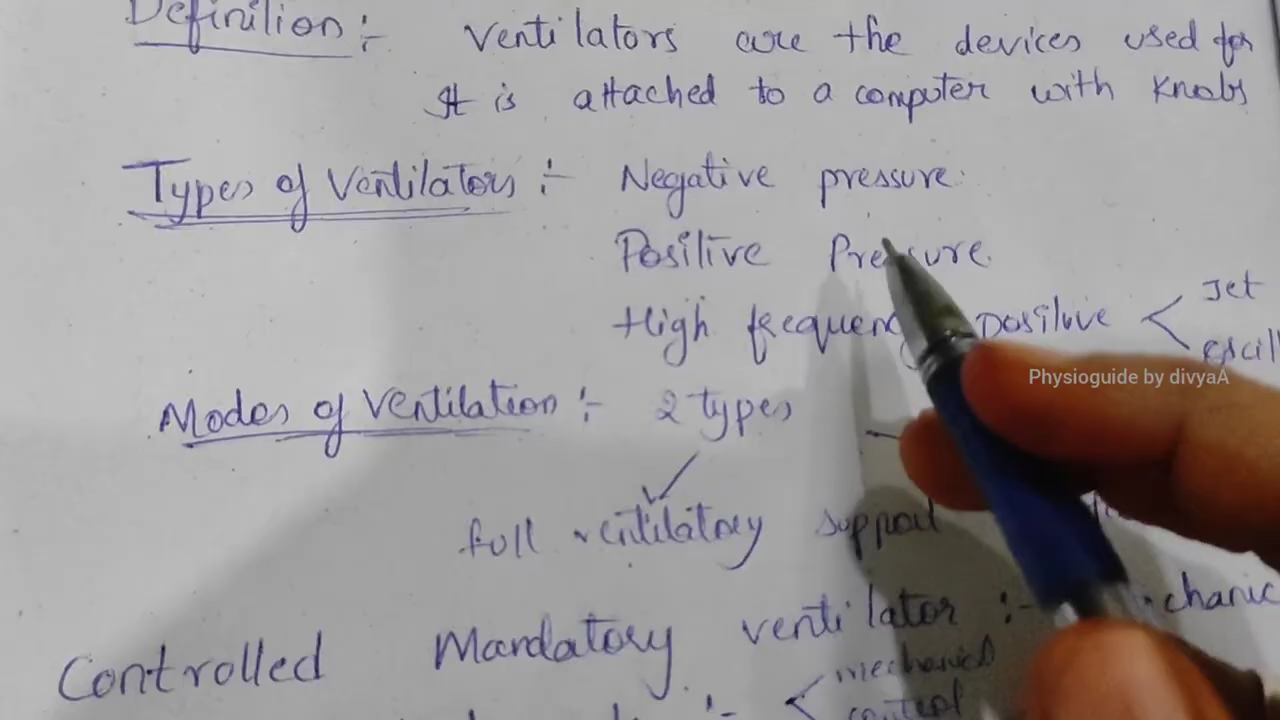 Definition :- Ventilators are the devices used for
It is attached to a computer with Knobs
Types of Ventilators :- Negative pressure.
Positive Pressure.
High frequency positive < Jet
Physioguide by divyaA
Modes of Ventilation :- 2 types
full ventilatory support
Controlled Mandatory ventilator :-
mechanical
control